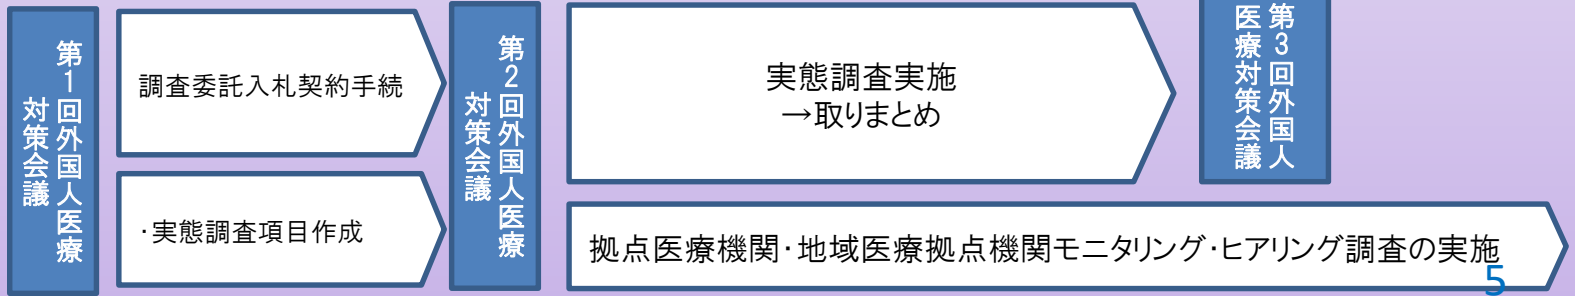 第1回外国人医療
対策会議
調査委託入札契約手続
・実態調査項目作成
第2回外国人医療
対策会議
実態調査実施
→取りまとめ
第3回外国人
医療対策会議
拠点医療機関・地域医療拠点機関モニタリング・ヒアリング調査の実施
5